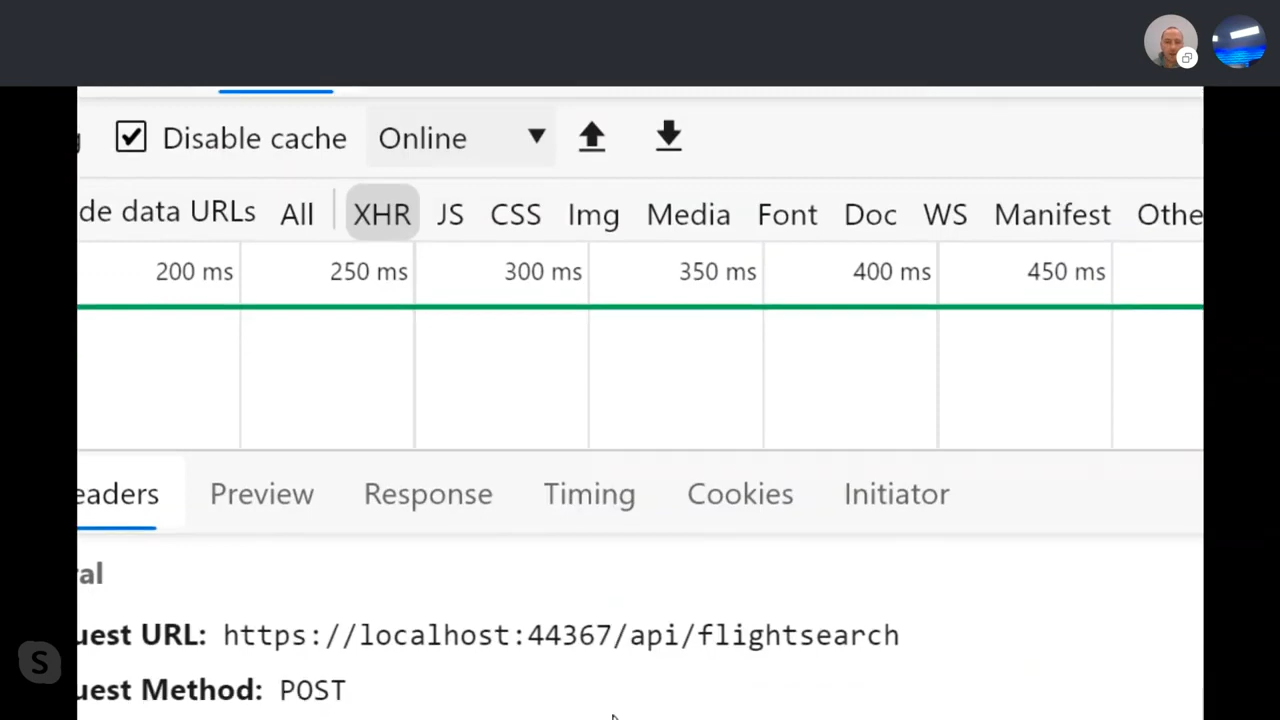 Disable cache Online
de data URLs All XHR JS CSS Img Media Font Doc WS Manifest Othe
200 ms 250 ms 300 ms 350 ms 400 ms 450 ms
eaders Preview Response Timing Cookies Initiator
al
uest URL: https://localhost:44367/api/flightsearch
S
uest Method: POST